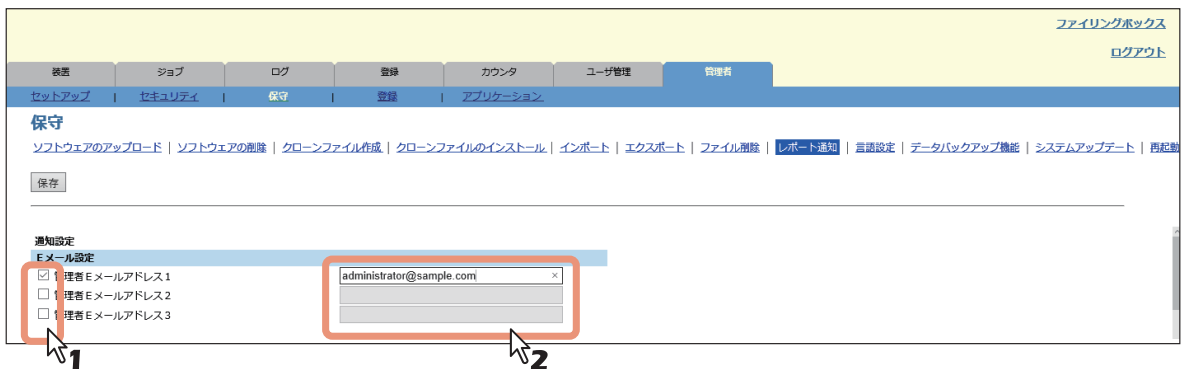 ファイリングボックス
ログアウト
装置 ジョブ ログ 登録 カウンタ ユーザ管理 管理者
セットアップ | セキュリティ | 保守 | 登録 | アプリケーション
保守
ソフトウェアのアップロード | ソフトウェアの削除 | クローンファイル作成 | クローンファイルのインストール | インポート | エクスポート | ファイル削除 | レポート通知 | 言語設定 | データバックアップ機能 | システムアップデート | 再起動
保存
通知設定
Eメール設定
管理者Eメールアドレス1 administrator@sample.com ×
管理者Eメールアドレス2
管理者Eメールアドレス3
1 2